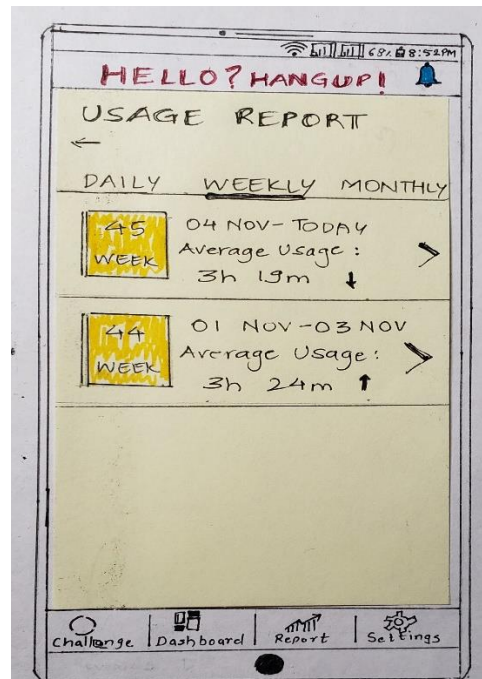 68% 8:52PM
HELLO? HANGUP!
USAGE REPORT
DAILY WEEKLY MONTHLY
45 WEEK
04 NOV - TODAY
Average Usage:
3h 19m
44 WEEK
01 NOV - 03 NOV
Average Usage:
3h 24m
Challenge Dashboard Report Settings